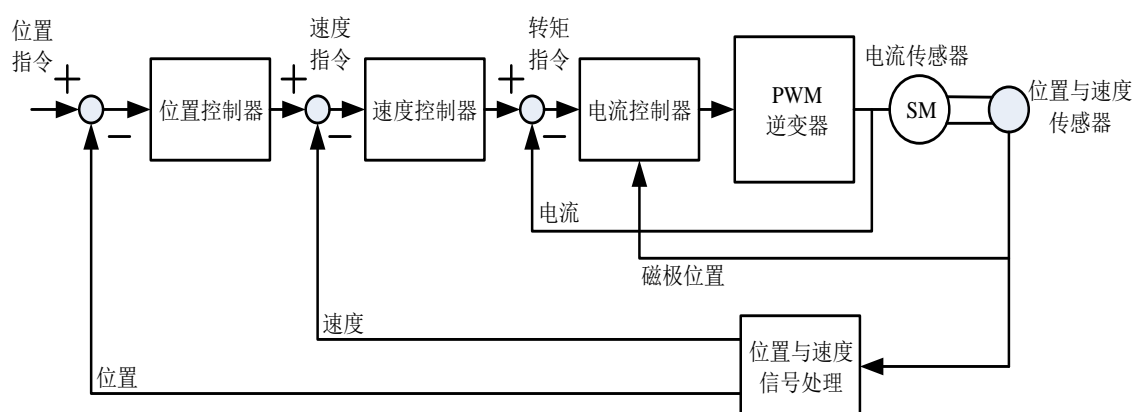 位置
指令
+
−
位置控制器
速度
指令
+
−
速度控制器
转矩
指令
+
−
电流控制器
PWM
逆变器
电流传感器
SM
位置与速度
传感器
电流
磁极位置
速度
位置
位置与速度
信号处理